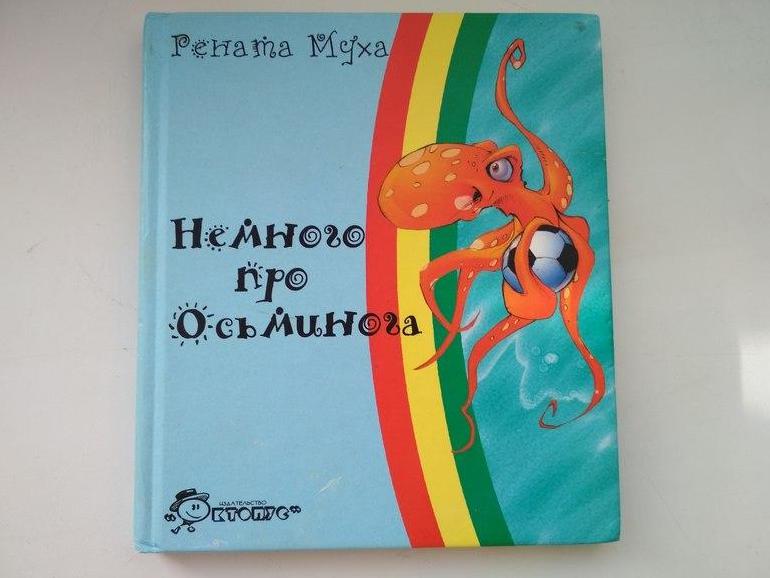 Рената Муха
Немного
про
Осьминога
издательство
"Октопус"